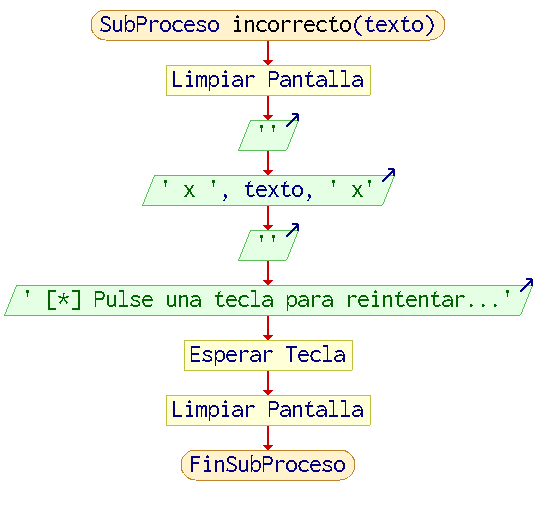 SubProceso incorrecto(texto)
Limpiar Pantalla
''
' x ', texto, ' x'
''
' [*] Pulse una tecla para reintentar...'
Esperar Tecla
Limpiar Pantalla
FinSubProceso